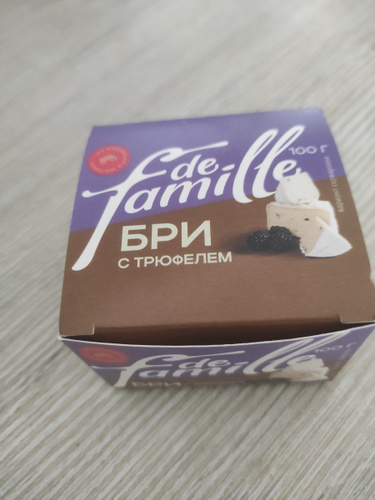 de
famille
100 г
БРИ
С ТРЮФЕЛЕМ
de
famille
100 г
БРИ